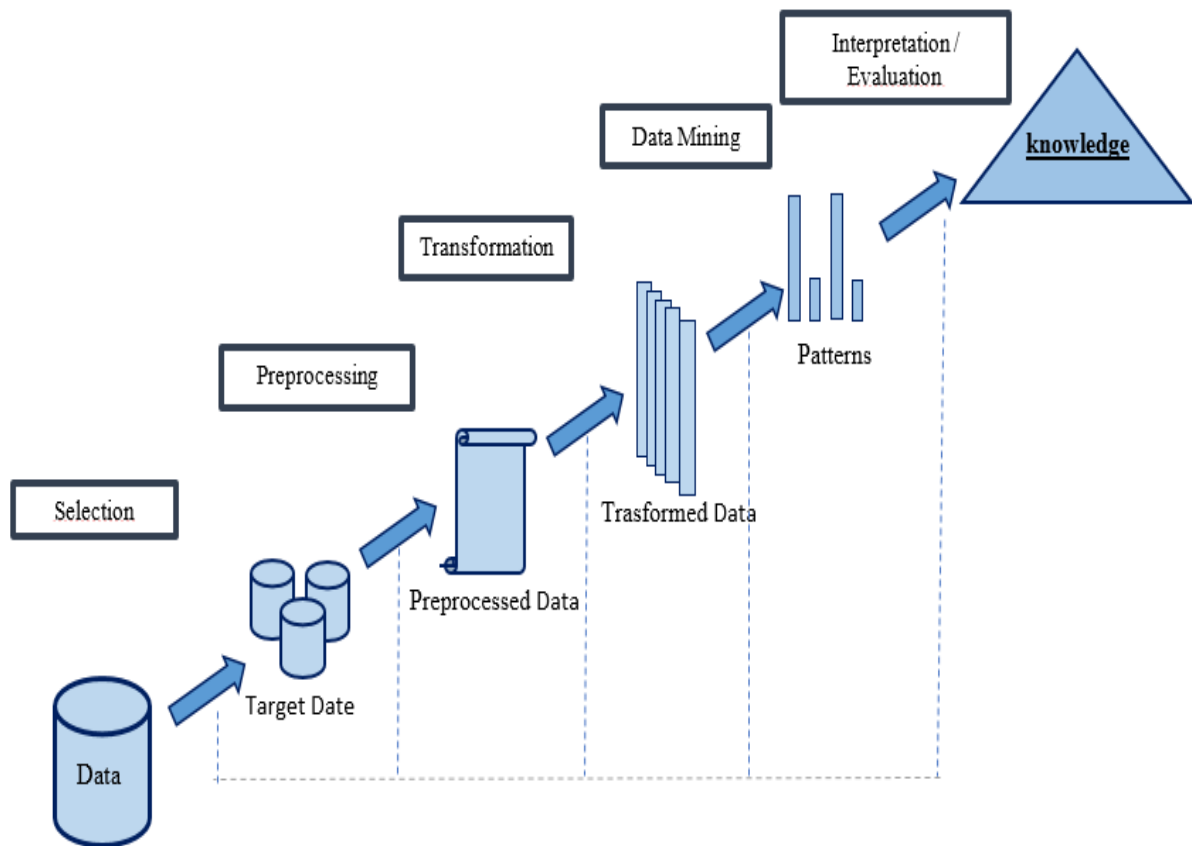 Interpretation /
Evaluation
knowledge
Data Mining
Transformation
Patterns
Preprocessing
Trasformed Data
Selection
Preprocessed Data
Target Date
Data